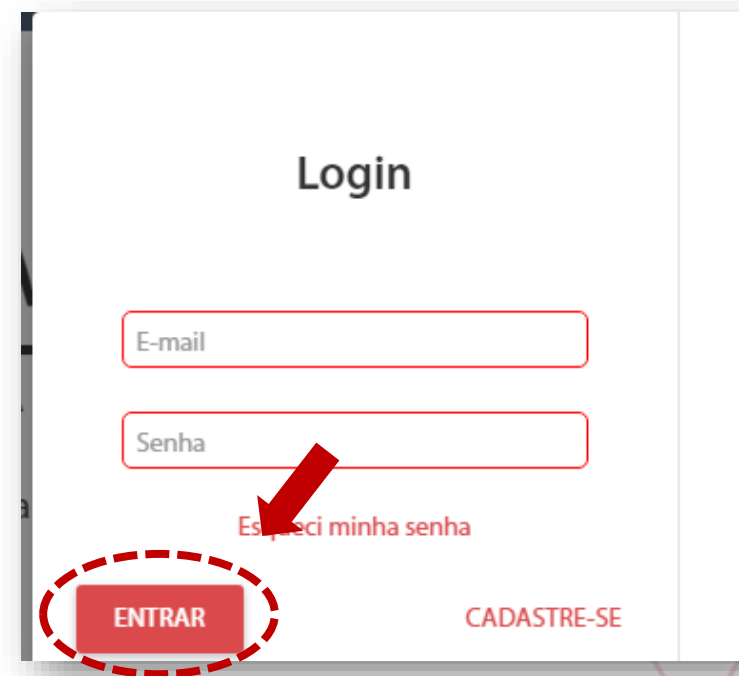 Login
E-mail
Senha
Esqueci minha senha
ENTRAR
CADASTRE-SE